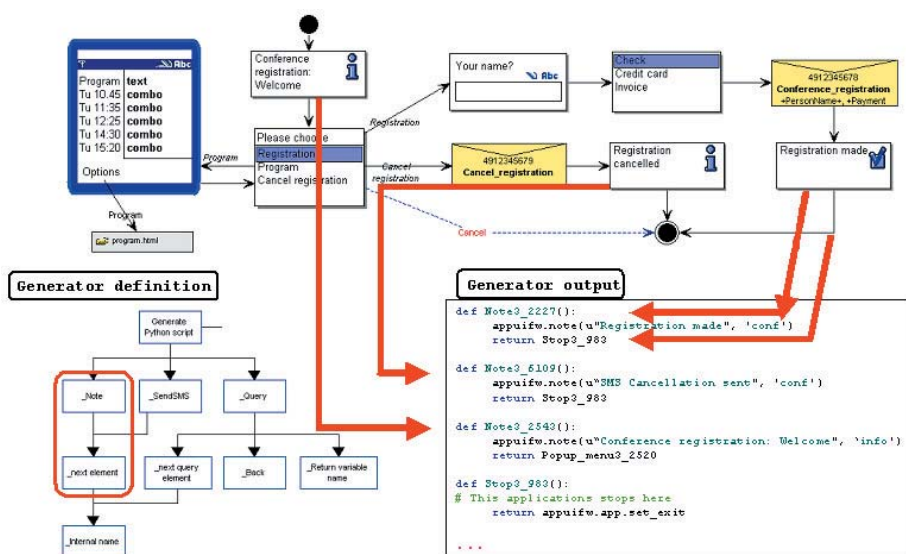 Abc
Program text
Tu 10.45 combo
Tu 11:35 combo
Tu 12:25 combo
Tu 14:30 combo
Tu 15:20 combo
Options
Program
program.html
Conference
registration:
Welcome
Please choose
Registration
Program
Cancel registration
Program
Registration
Cancel
registration
Your name?
Abc
Check
Credit card
Invoice
4912345678
Conference_registration
+PersonName+, +Payment
4912345679
Cancel_registration
Registration
cancelled
Registration made
Cancel
Generator definition
Generate
Python script
_Note
_SendSMS
_Query
_next element
_next query
element
_Back
_Return variable
name
_Internal name
Generator output
def Note3_2227():
appuifw.note(u"Registration made", 'conf')
return Stop3_983
def Note3_6109():
appuifw.note(u"SMS Cancellation sent", 'conf')
return Stop3_983
def Note3_2543():
appuifw.note(u"Conference registration: Welcome", 'info')
return Popup_menu3_2520
def Stop3_983():
# This applications stops here
return appuifw.app.set_exit
...